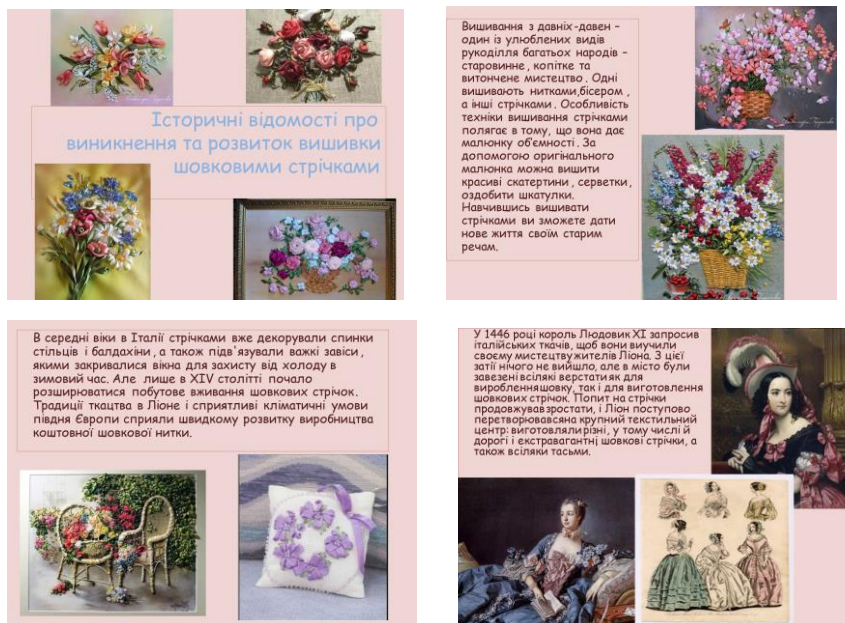 Історичні відомості про
виникнення та розвиток вишивки
шовковими стрічками
Вишивання з давніх-давен –
один із улюблених видів
рукоділля багатьох народів –
старовинне, копітке та
витончене мистецтво. Одні
вишивають нитками,бісером ,
а інші стрічками. Особливість
техніки вишивання стрічками
полягає в тому, що вона дає
малюнку об'ємності. За
допомогою оригінального
малюнка можна вишити
красиві скатертини, серветки,
оздобити шкатулки.
Навчившись вишивати
стрічками ви зможете дати
нове життя своїм старим
речам.
В середні віки в Італії стрічками вже декорували спинки
стільців і балдахіни, а також підв'язували важкі завіси,
якими закривалися вікна для захисту від холоду в
зимовий час. Але лише в XIV столітті почало
розширюватися побутове вживання шовкових стрічок.
Традиції ткацтва в Ліоне і сприятливі кліматичні умови
півдня Європи сприяли швидкому розвитку виробництва
коштовної шовкової нитки.
У 1446 році король Людовик XI запросив
італійських ткачів, щоб вони виучили
своєму мистецтву жителів Ліона. З цієї
затії нічого не вийшло, але в місто були
завезені всілякі верстати як для
вироблення шовку, так і для виготовлення
шовкових стрічок. Попит на стрічки
продовжував зростати, і Ліон поступово
перетворювався на крупний текстильний
центр: виготовляли різні, у тому числі й
дорогі і екстравагантні шовкові стрічки, а
також всіляки тасьми.